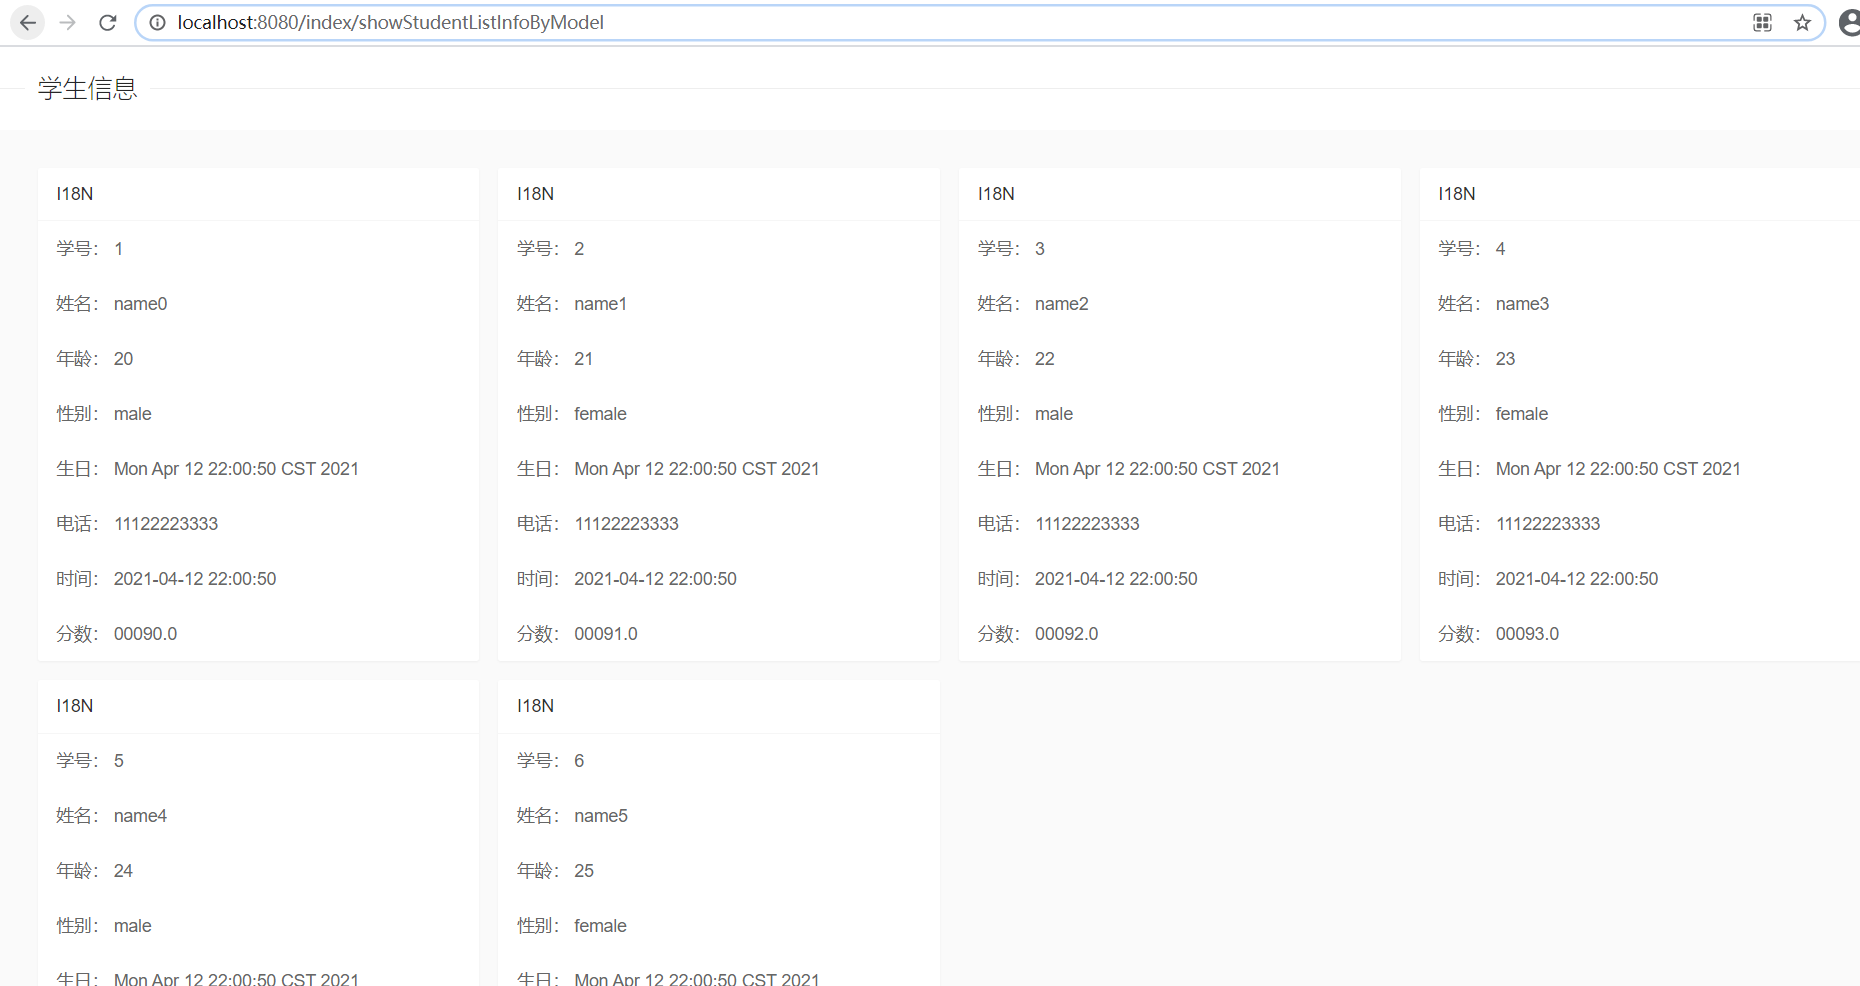 localhost:8080/index/showStudentListInfoByModel
学生信息
I18N
学号： 1
姓名： name0
年龄： 20
性别： male
生日： Mon Apr 12 22:00:50 CST 2021
电话： 11122223333
时间： 2021-04-12 22:00:50
分数： 00090.0
I18N
学号： 2
姓名： name1
年龄： 21
性别： female
生日： Mon Apr 12 22:00:50 CST 2021
电话： 11122223333
时间： 2021-04-12 22:00:50
分数： 00091.0
I18N
学号： 3
姓名： name2
年龄： 22
性别： male
生日： Mon Apr 12 22:00:50 CST 2021
电话： 11122223333
时间： 2021-04-12 22:00:50
分数： 00092.0
I18N
学号： 4
姓名： name3
年龄： 23
性别： female
生日： Mon Apr 12 22:00:50 CST 2021
电话： 11122223333
时间： 2021-04-12 22:00:50
分数： 00093.0
I18N
学号： 5
姓名： name4
年龄： 24
性别： male
生日： Mon Apr 12 22:00:50 CST 2021
I18N
学号： 6
姓名： name5
年龄： 25
性别： female
生日： Mon Apr 12 22:00:50 CST 2021